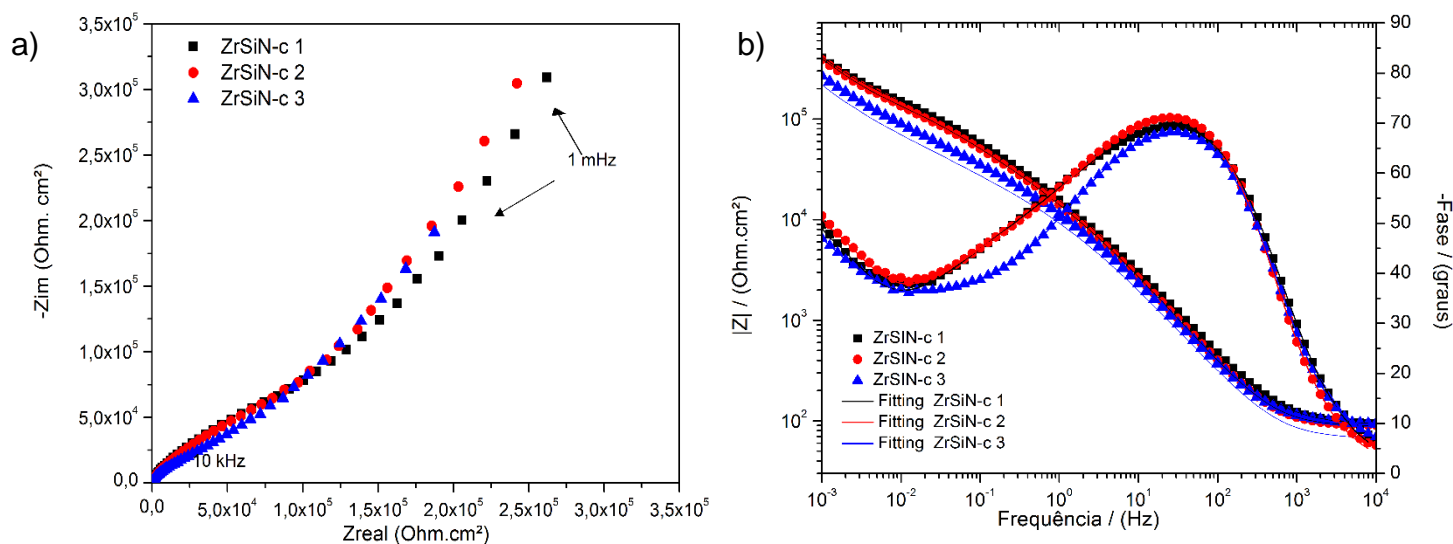 a)
3,5x10⁵
3,0x10⁵
2,5x10⁵
2,0x10⁵
1,5x10⁵
1,0x10⁵
5,0x10⁴
0,0
-Zim (Ohm. cm²)
ZrSiN-c 1
ZrSiN-c 2
ZrSiN-c 3
1 mHz
10 kHz
0,0 5,0x10⁴ 1,0x10⁵ 1,5x10⁵ 2,0x10⁵ 2,5x10⁵ 3,0x10⁵ 3,5x10⁵
Zreal (Ohm.cm²)
b)
10⁵
10⁴
10³
10²
|Z| / (Ohm.cm²)
ZrSiN-c 1
ZrSIN-c 2
ZrSIN-c 3
Fitting ZrSiN-c 1
Fitting ZrSiN-c 2
Fitting ZrSiN-c 3
90
80
70
60
50
40
30
20
10
0
-Fase / (graus)
10⁻³ 10⁻² 10⁻¹ 10⁰ 10¹ 10² 10³ 10⁴
Frequência / (Hz)